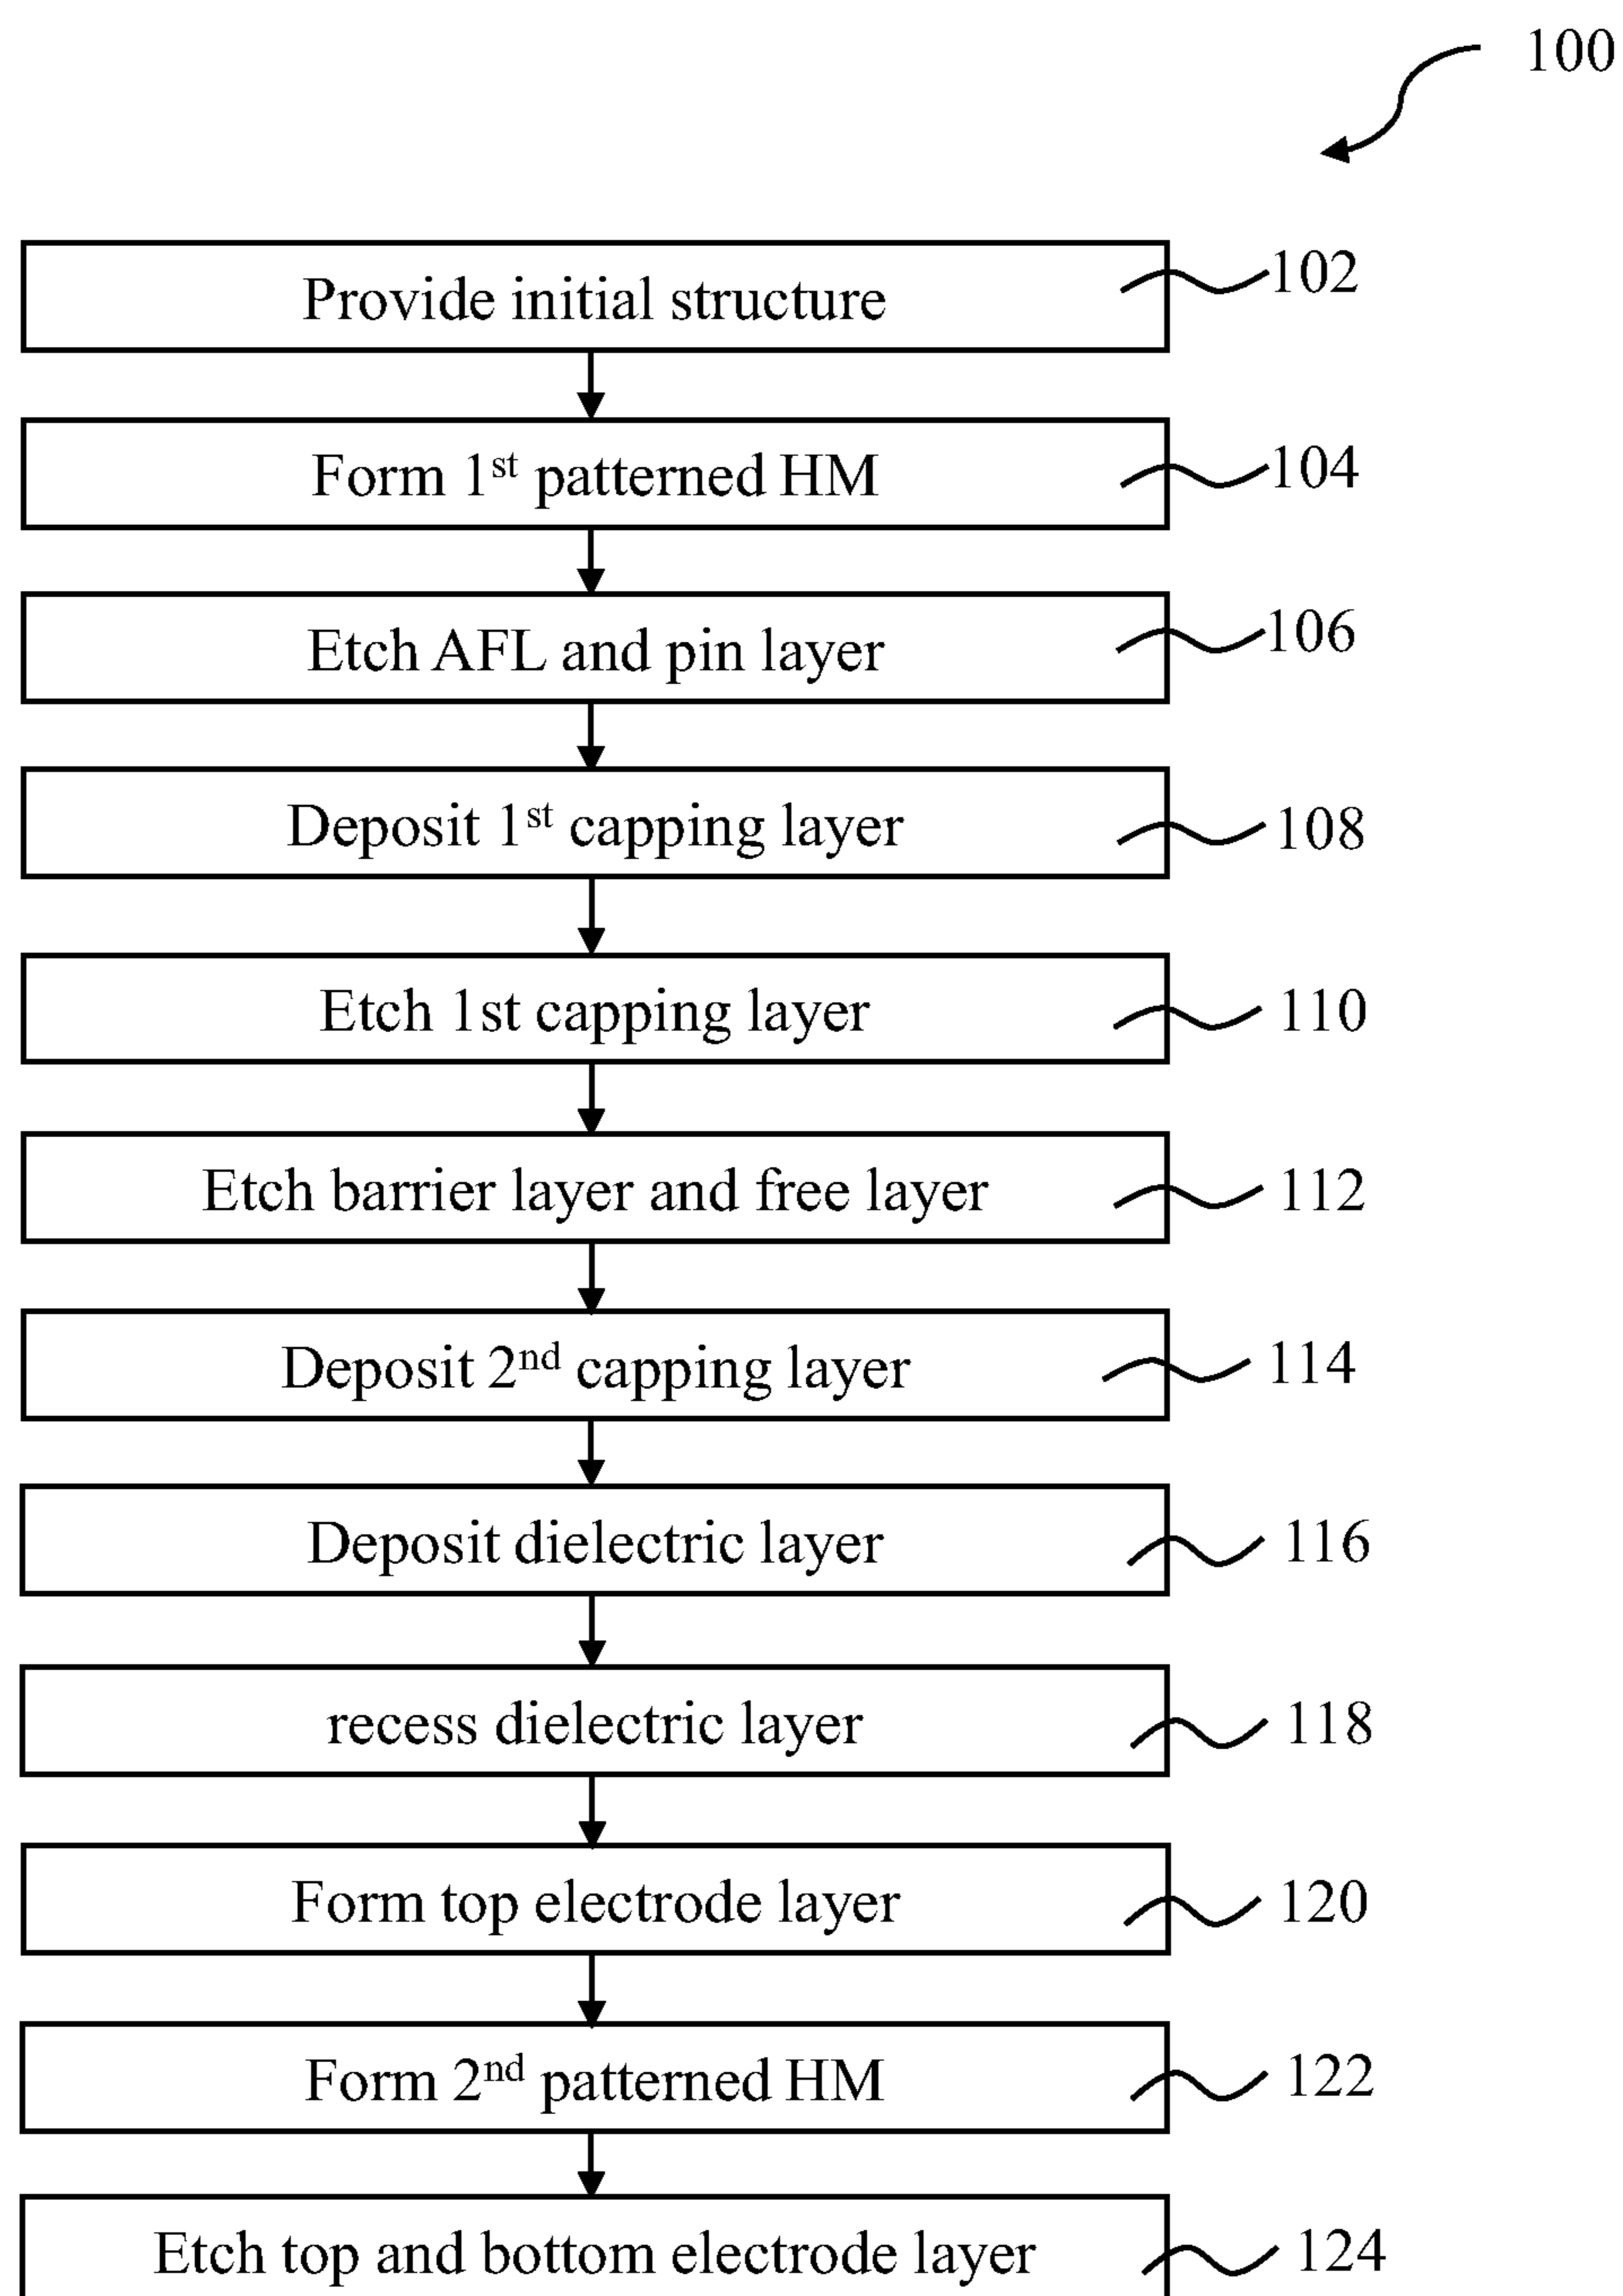 100
Provide initial structure 102
Form 1st patterned HM 104
Etch AFL and pin layer 106
Deposit 1st capping layer 108
Etch 1st capping layer 110
Etch barrier layer and free layer 112
Deposit 2nd capping layer 114
Deposit dielectric layer 116
recess dielectric layer 118
Form top electrode layer 120
Form 2nd patterned HM 122
Etch top and bottom electrode layer 124